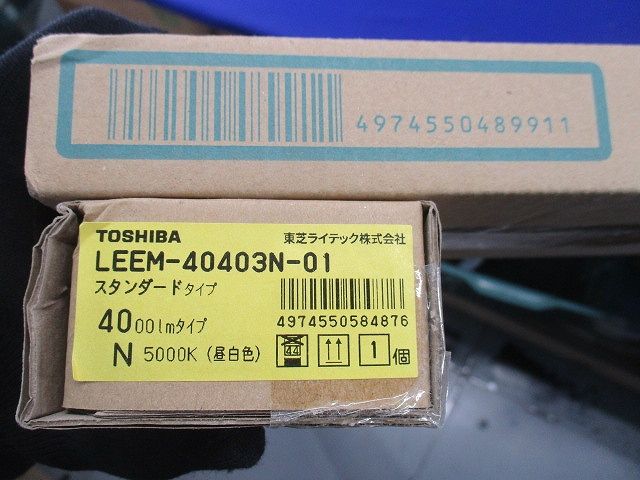 4974550489911
TOSHIBA 東芝ライテック株式会社
LEEM-40403N-01
スタンダードタイプ
4000lmタイプ
4974550584876
N 5000K (昼白色) 1個